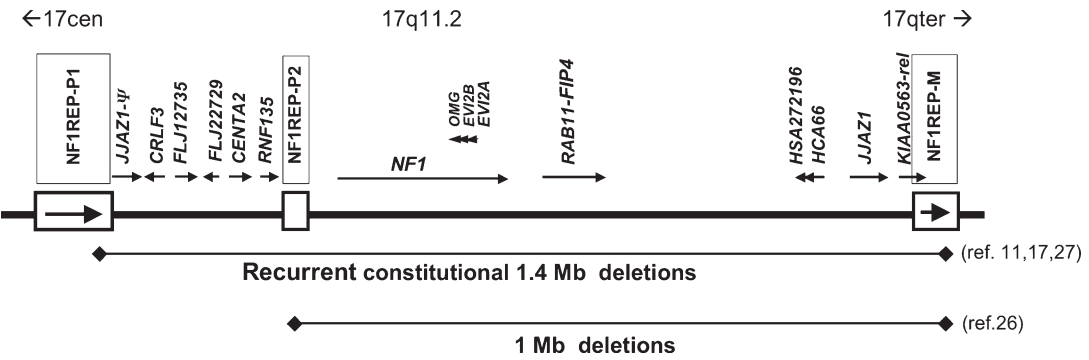 ←17cen 17q11.2 17qter →
NF1REP-P1
JJAZ1-Ψ
CRLF3
FLJ12735
FLJ22729
CENTA2
RNF135
NF1REP-P2
NF1
OMG
EVI2B
EVI2A
RAB11-FIP4
HSA272196
HCA66
JJAZ1
KIAA0563-rel
NF1REP-M
(ref. 11,17,27)
Recurrent constitutional 1.4 Mb deletions
(ref.26)
1 Mb deletions